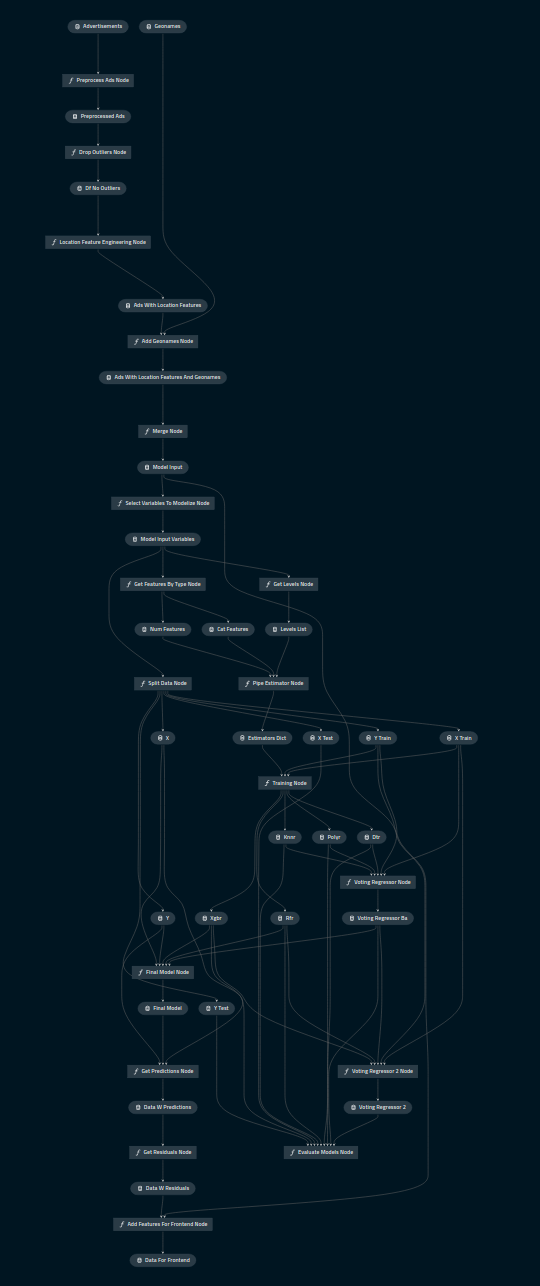 Advertisements
Geonames
Preprocess Ads Node
Preprocessed Ads
Drop Outliers Node
Df No Outliers
Location Feature Engineering Node
Ads With Location Features
Add Geonames Node
Ads With Location Features And Geonames
Merge Node
Model Input
Select Variables To Modelize Node
Model Input Variables
Get Features By Type Node
Get Levels Node
Num Features
Cat Features
Levels List
Split Data Node
Pipe Estimator Node
X
Estimators Dict
X Test
Y Train
X Train
Training Node
Knnr
Polyr
Dtr
Voting Regressor Node
Y
Xgbr
Rfr
Voting Regressor Ba
Final Model Node
Final Model
Y Test
Get Predictions Node
Voting Regressor 2 Node
Data W Predictions
Voting Regressor 2
Get Residuals Node
Evaluate Models Node
Data W Residuals
Add Features For Frontend Node
Data For Frontend